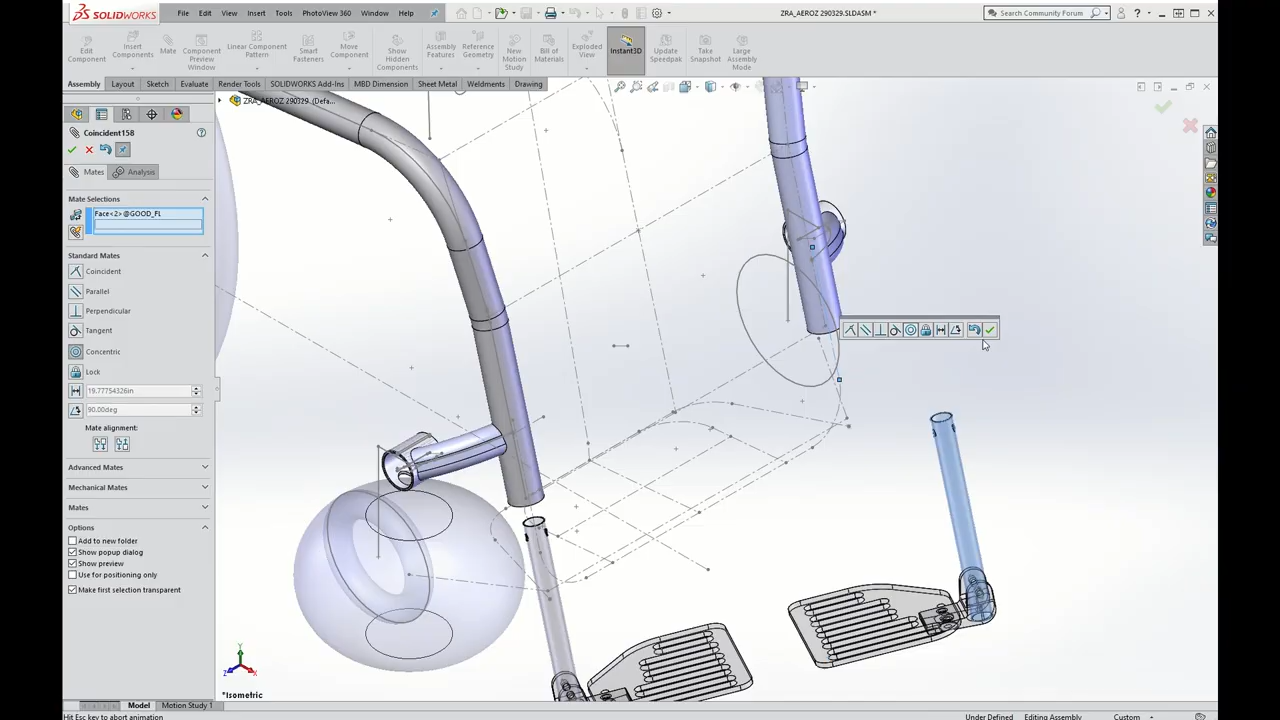 SOLIDWORKS
File
Edit
View
Insert
Tools
PhotoView 360
Window
Help
ZRA_AEROZ 290329.SLDASM *
Search Community Forum
Edit Component
Insert Components
Mate
Component Preview Window
Linear Component Pattern
Smart Fasteners
Move Component
Show Hidden Components
Assembly Features
Reference Geometry
New Motion Study
Bill of Materials
Exploded View
Instant3D
Update Speedpak
Take Snapshot
Large Assembly Mode
Assembly
Layout
Sketch
Evaluate
Render Tools
SOLIDWORKS Add-Ins
MBD Dimension
Sheet Metal
Weldments
Drawing
ZRA_AEROZ 290329. (Defa...
Coincident158
Mates
Analysis
Mate Selections
Face<2>@GOOD_FL
Standard Mates
Coincident
Parallel
Perpendicular
Tangent
Concentric
Lock
19.77754326in
90.00deg
Mate alignment:
Advanced Mates
Mechanical Mates
Mates
Options
Add to new folder
Show popup dialog
Show preview
Use for positioning only
Make first selection transparent
Y
Z
X
*Isometric
Model
Motion Study 1
Hit Esc key to abort animation
Under Defined
Editing Assembly
Custom